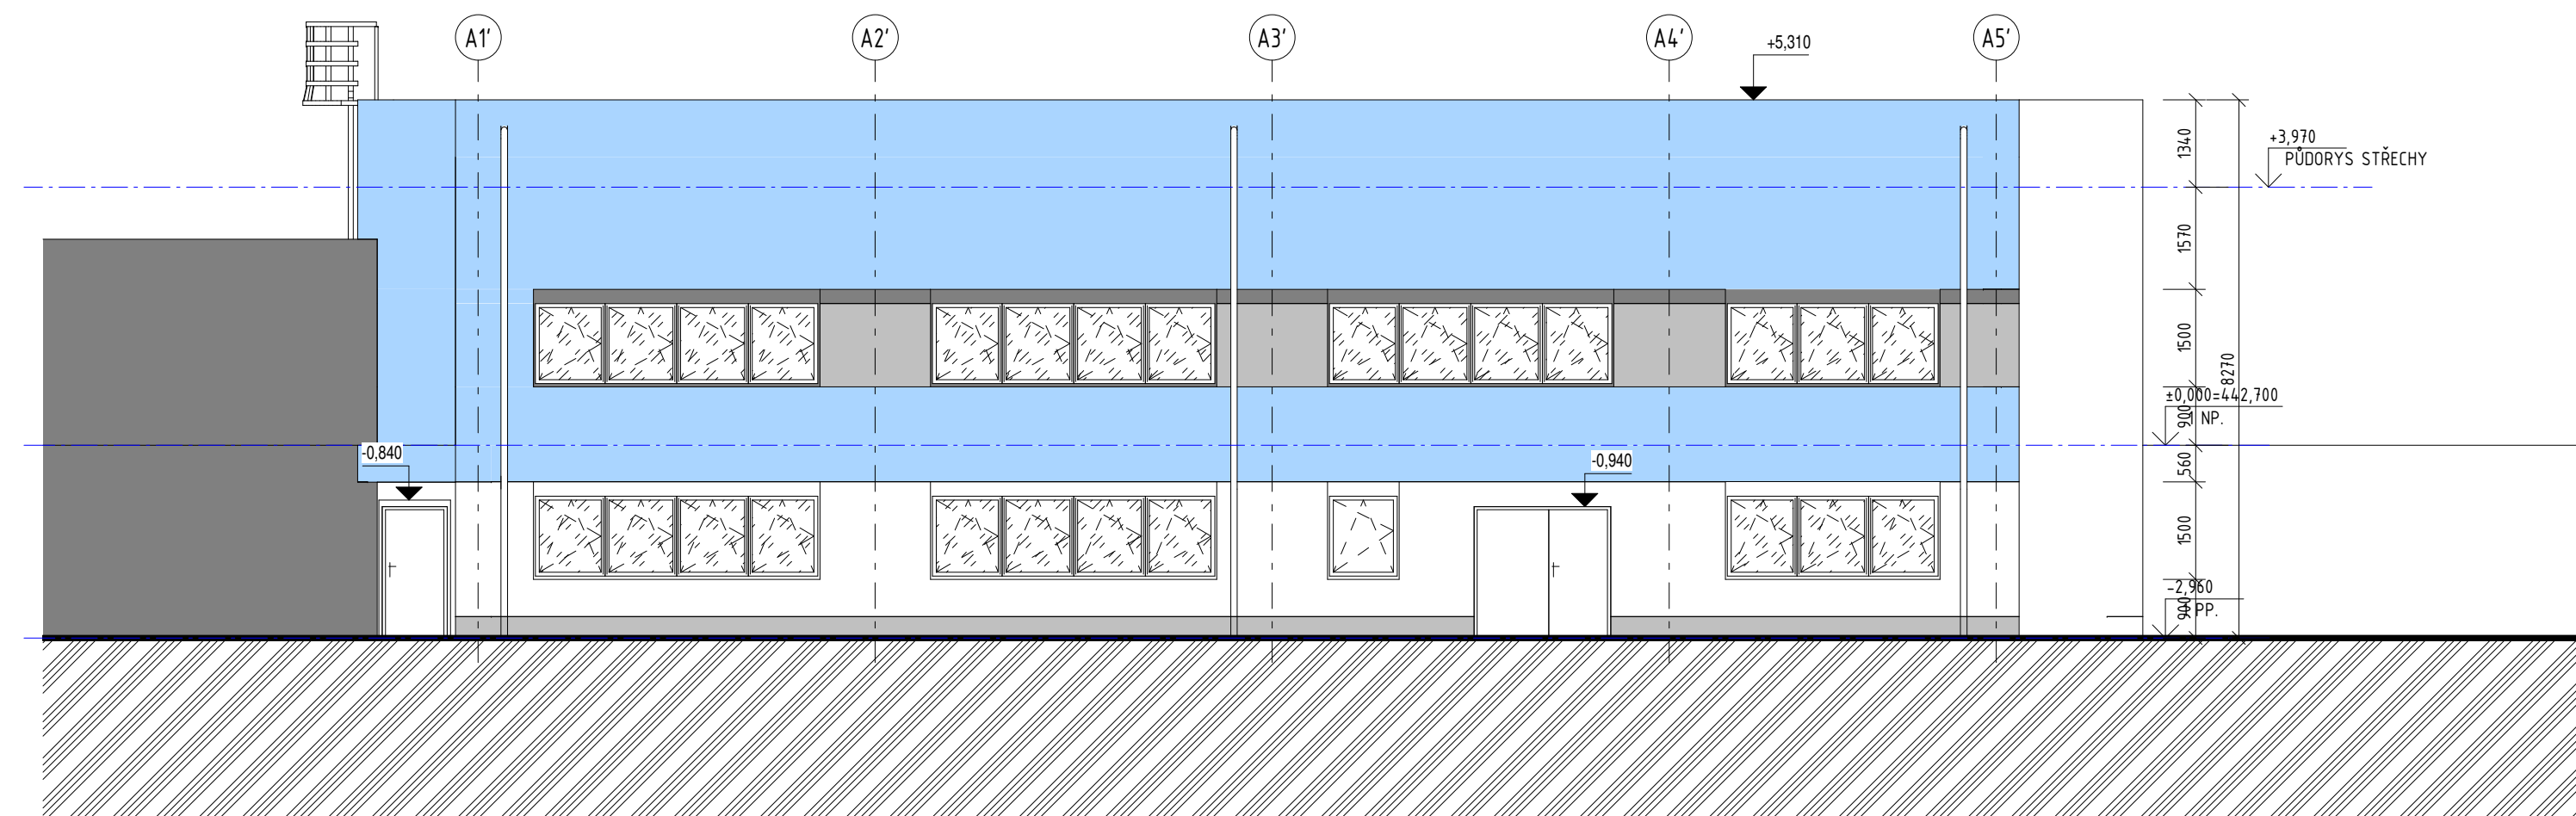 A1'
A2'
A3'
A4'
A5'
+5,310
+3,970
PŮDORYS STŘECHY
1340
1570
1500
8270
±0,000=442,700
900
1 NP.
-0,840
-0,940
560
1500
-2,960
900
PP.